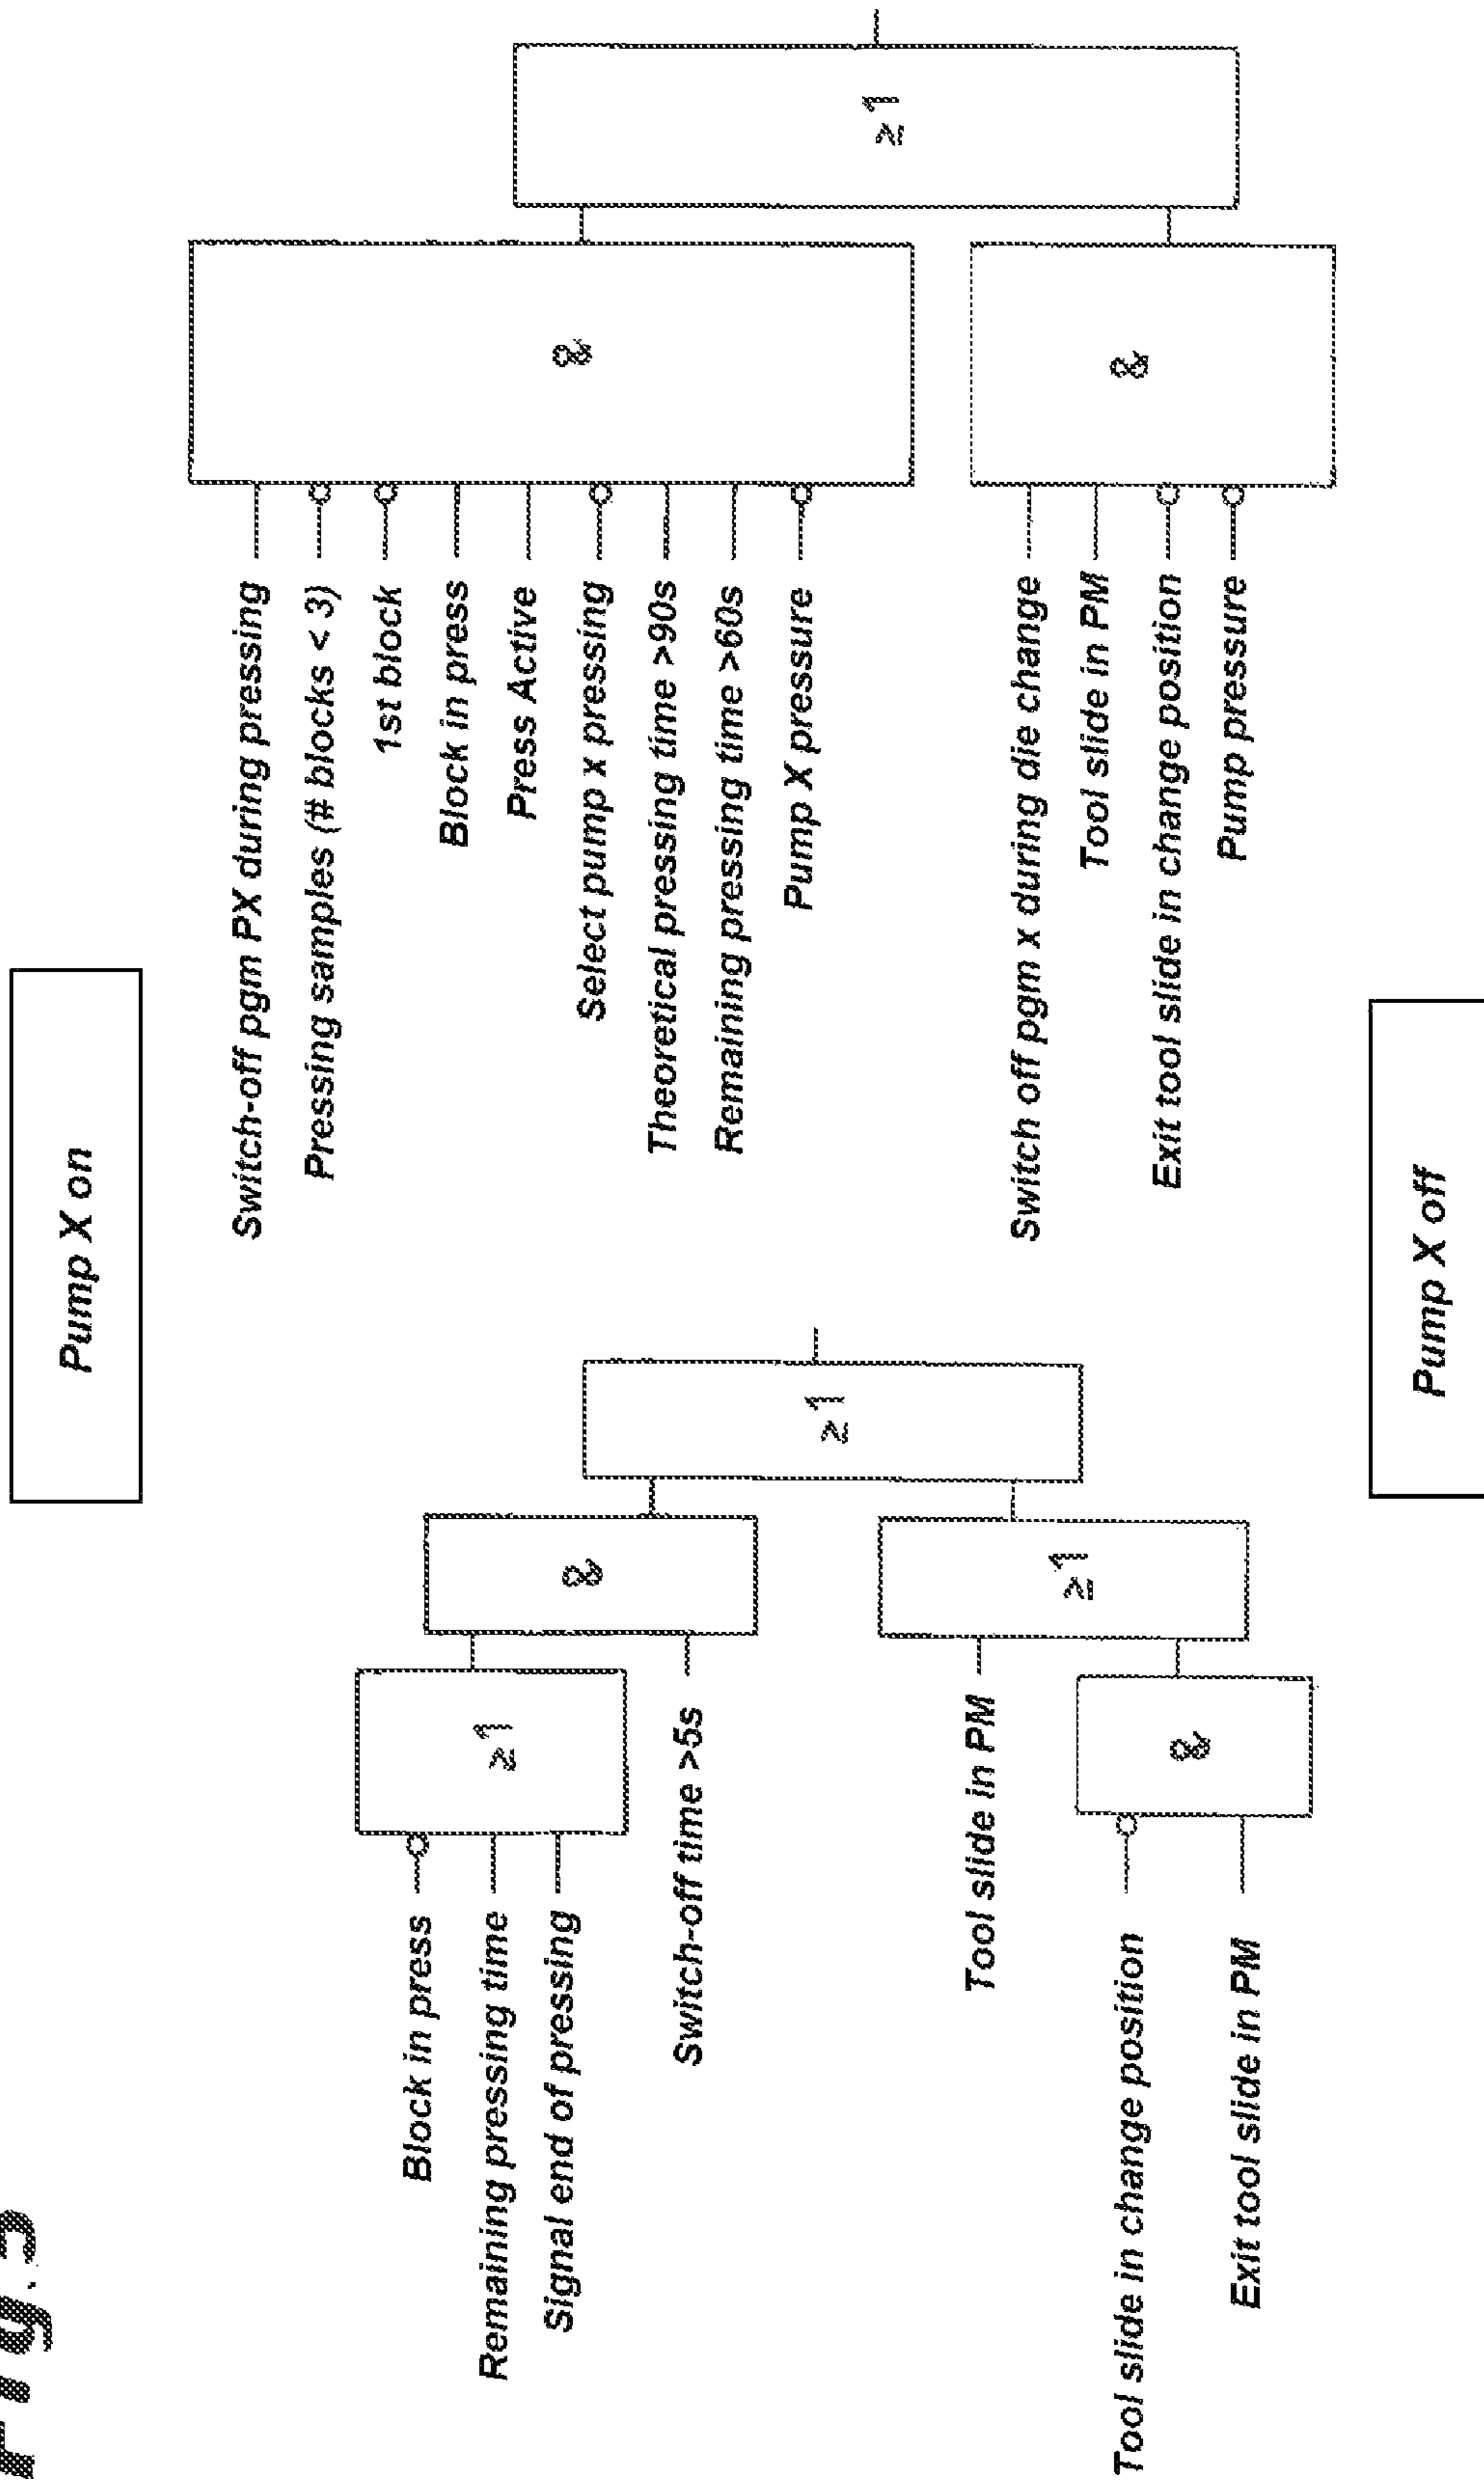 Pump X on
Block in press
Remaining pressing time
Signal end of pressing
≥1
Switch-off time >5s
&
Tool slide in PM
Tool slide in change position
Exit tool slide in PM
&
≥1
≥1
Switch-off pgm PX during pressing
Pressing samples (# blocks < 3)
1st block
Block in press
Press Active
Select pump x pressing
Theoretical pressing time >90s
Remaining pressing time >60s
Pump X pressure
&
Switch off pgm x during die change
Tool slide in PM
Exit tool slide in change position
Pump pressure
&
≥1
Pump X off